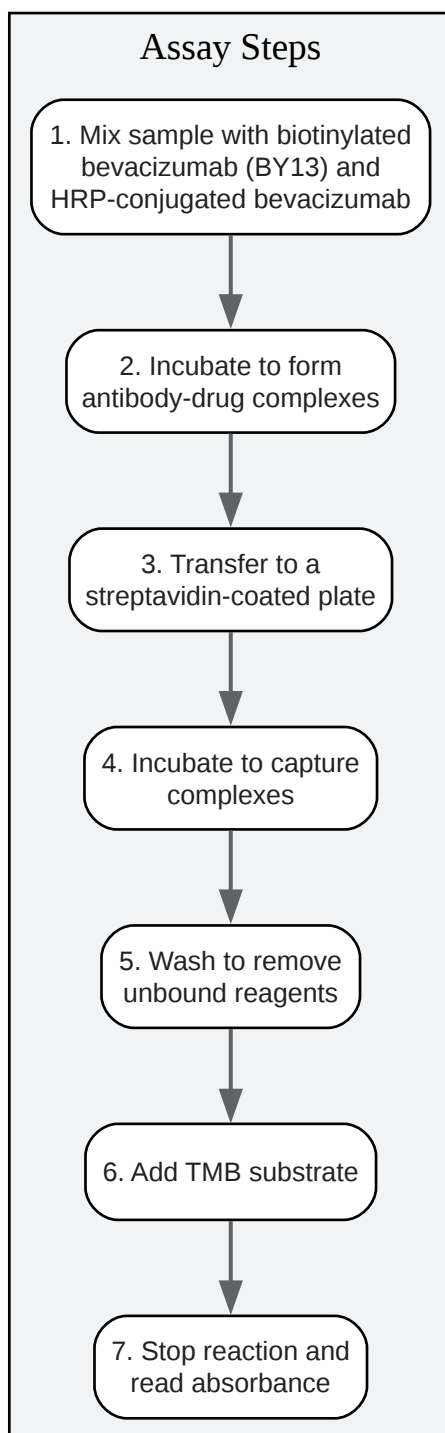 Assay Steps
1. Mix sample with biotinylated
bevacizumab (BY13) and
HRP-conjugated bevacizumab
2. Incubate to form
antibody-drug complexes
3. Transfer to a
streptavidin-coated plate
4. Incubate to capture
complexes
5. Wash to remove
unbound reagents
6. Add TMB substrate
7. Stop reaction and
read absorbance